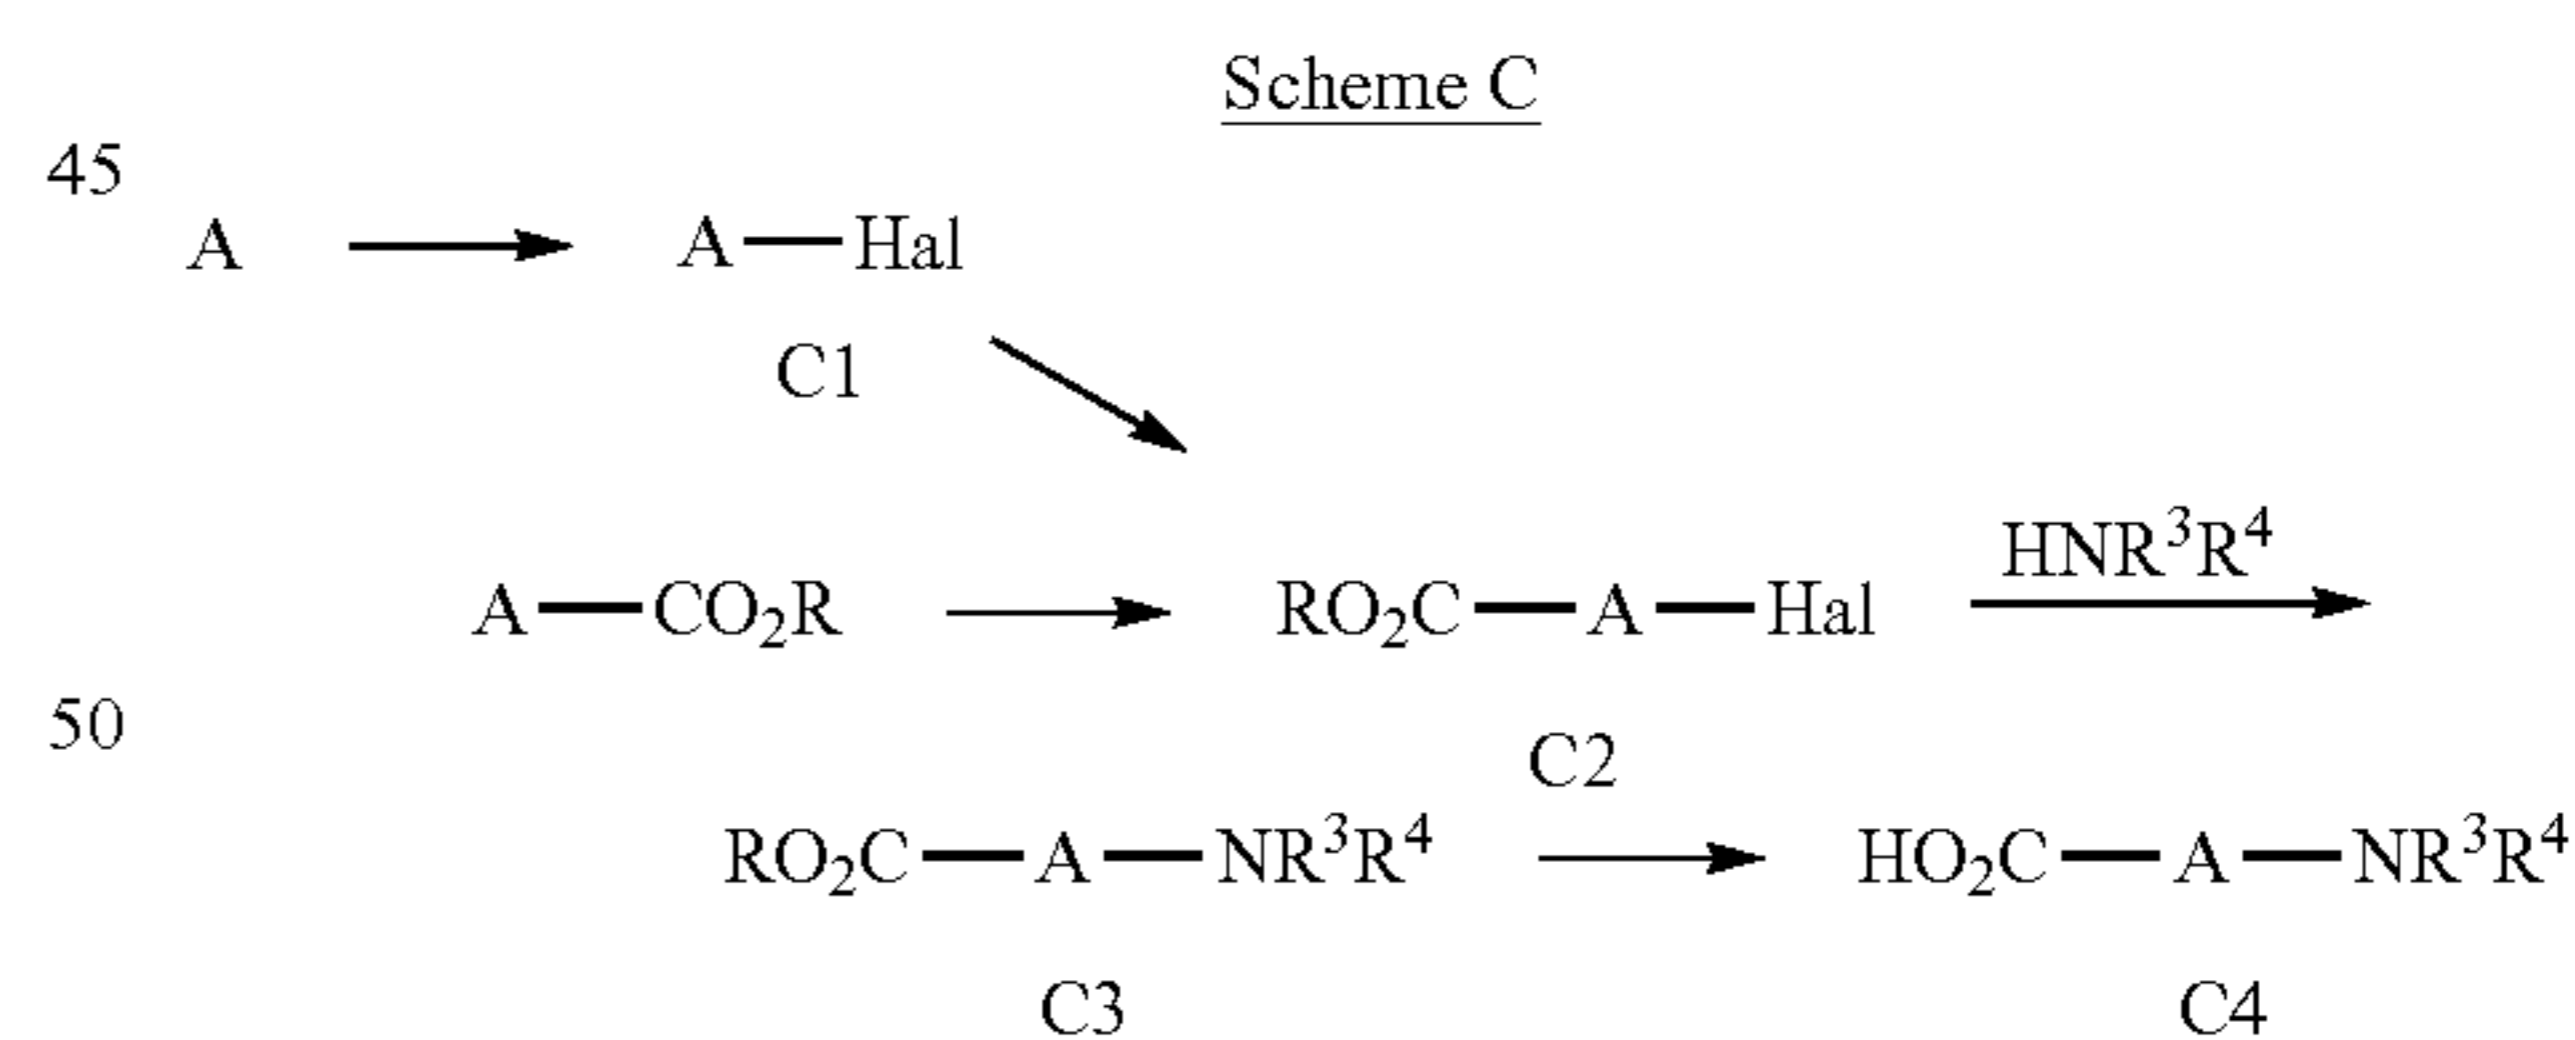 Scheme C
45
A A—Hal
C1
HNR³R⁴
A—CO₂R RO₂C—A—Hal
50
C2
RO₂C—A—NR³R⁴ HO₂C—A—NR³R⁴
C3 C4